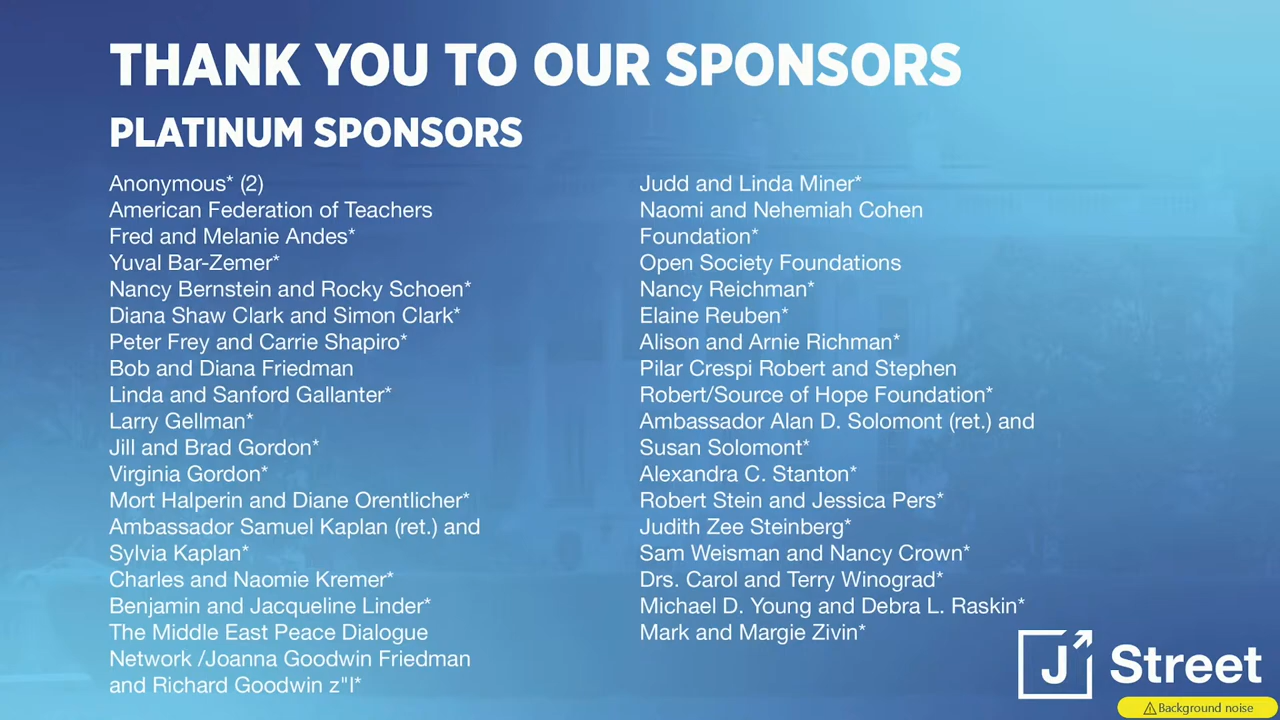 THANK YOU TO OUR SPONSORS
PLATINUM SPONSORS
Anonymous* (2)
American Federation of Teachers
Fred and Melanie Andes*
Yuval Bar-Zemer*
Nancy Bernstein and Rocky Schoen*
Diana Shaw Clark and Simon Clark*
Peter Frey and Carrie Shapiro*
Bob and Diana Friedman
Linda and Sanford Gallanter*
Larry Gellman*
Jill and Brad Gordon*
Virginia Gordon*
Mort Halperin and Diane Orentlicher*
Ambassador Samuel Kaplan (ret.) and
Sylvia Kaplan*
Charles and Naomie Kremer*
Benjamin and Jacqueline Linder*
The Middle East Peace Dialogue
Network /Joanna Goodwin Friedman
and Richard Goodwin z"l*
Judd and Linda Miner*
Naomi and Nehemiah Cohen
Foundation*
Open Society Foundations
Nancy Reichman*
Elaine Reuben*
Alison and Arnie Richman*
Pilar Crespi Robert and Stephen
Robert/Source of Hope Foundation*
Ambassador Alan D. Solomont (ret.) and
Susan Solomont*
Alexandra C. Stanton*
Robert Stein and Jessica Pers*
Judith Zee Steinberg*
Sam Weisman and Nancy Crown*
Drs. Carol and Terry Winograd*
Michael D. Young and Debra L. Raskin*
Mark and Margie Zivin*
J Street
Background noise